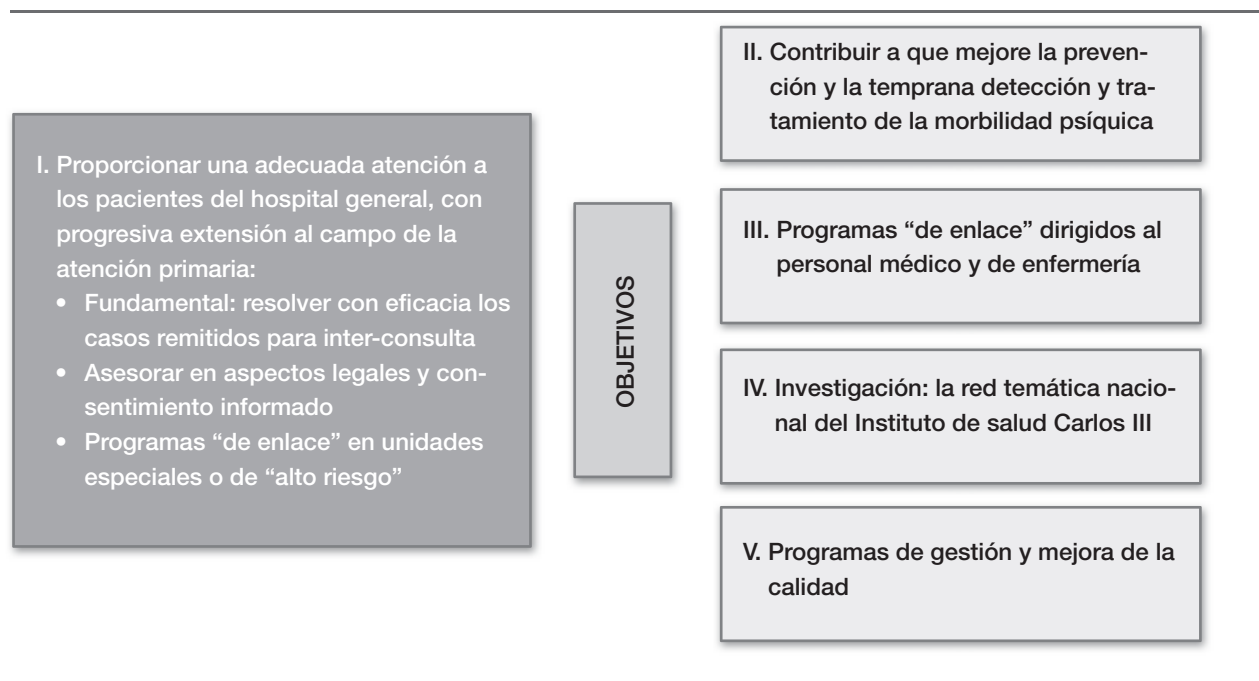 I. Proporcionar una adecuada atención a
los pacientes del hospital general, con
progresiva extensión al campo de la
atención primaria:
• Fundamental: resolver con eficacia los
casos remitidos para inter-consulta
• Asesorar en aspectos legales y con-
sentimiento informado
• Programas “de enlace” en unidades
especiales o de “alto riesgo”
OBJETIVOS
II. Contribuir a que mejore la preven-
ción y la temprana detección y tra-
tamiento de la morbilidad psíquica
III. Programas “de enlace” dirigidos al
personal médico y de enfermería
IV. Investigación: la red temática nacio-
nal del Instituto de salud Carlos III
V. Programas de gestión y mejora de la
calidad